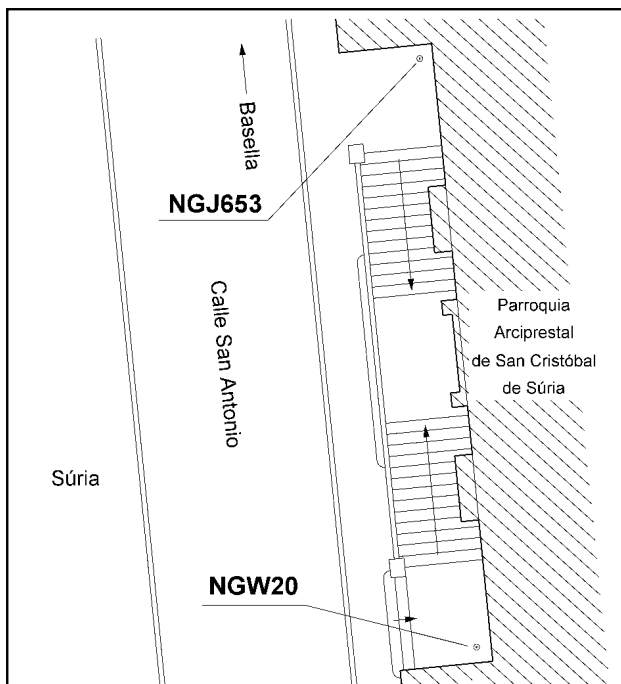 Basella
NGJ653
Calle San Antonio
Parroquia
Arciprestal
de San Cristóbal
de Súria
Súria
NGW20